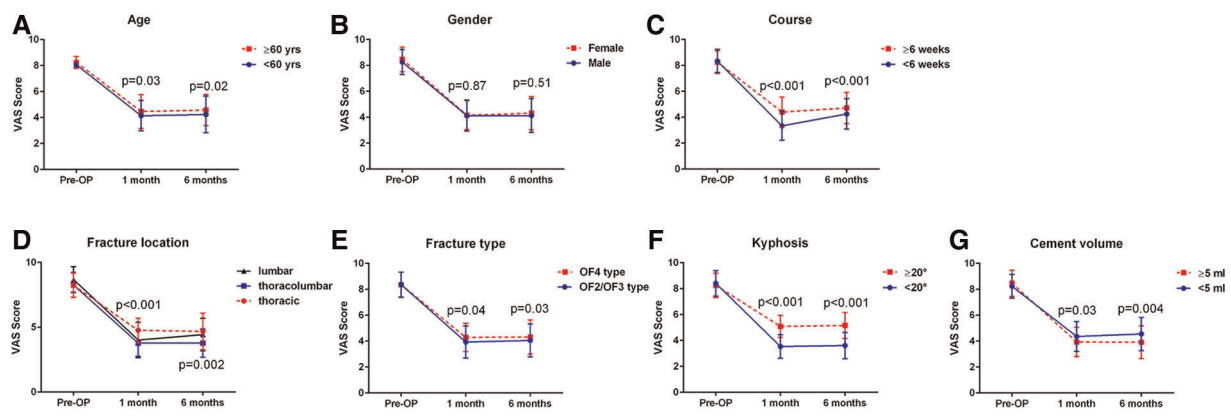 A
Age
VAS Score
10
8
6
4
2
0
≥60 yrs
<60 yrs
p=0.03
p=0.02
Pre-OP 1 month 6 months
B
Gender
VAS Score
10
8
6
4
2
0
Female
Male
p=0.87
p=0.51
Pre-OP 1 month 6 months
C
Course
VAS Score
10
8
6
4
2
0
≥6 weeks
<6 weeks
p<0.001
p<0.001
Pre-OP 1 month 6 months
D
Fracture location
VAS Score
10
5
0
lumbar
thoracolumbar
thoracic
p<0.001
p=0.002
Pre-OP 1 month 6 months
E
Fracture type
VAS Score
10
8
6
4
2
0
OF4 type
OF2/OF3 type
p=0.04
p=0.03
Pre-OP 1 month 6 months
F
Kyphosis
VAS Score
10
8
6
4
2
0
≥20°
<20°
p<0.001
p<0.001
Pre-OP 1 month 6 months
G
Cement volume
VAS Score
10
8
6
4
2
0
≥5 ml
<5 ml
p=0.03
p=0.004
Pre-OP 1 month 6 months